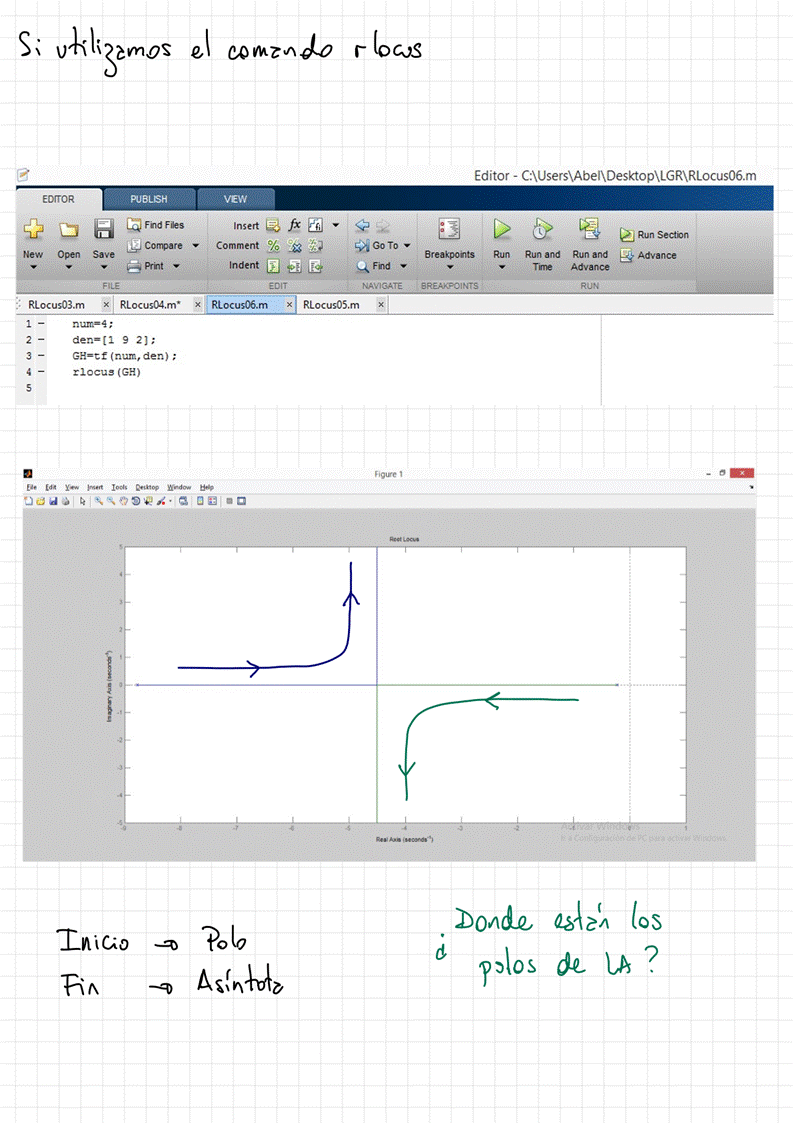 Si utilizamos el comando rlocus
Editor - C:\Users\Abel\Desktop\LGR\RLocus06.m
EDITOR PUBLISH VIEW
New Open Save Find Files Compare Print
Insert Comment Indent
Go To Find
Breakpoints
Run Run and Time Run and Advance Run Section Advance
FILE EDIT NAVIGATE BREAKPOINTS RUN
RLocus03.m RLocus04.m* RLocus06.m RLocus05.m
1 num=4;
2 den=[1 9 2];
3 GH=tf(num,den);
4 rlocus(GH)
5
Figure 1
File Edit View Insert Tools Desktop Window Help
Root Locus
Imaginary Axis (seconds⁻¹)
5
4
3
2
1
0
-1
-2
-3
-4
-5
-9 -8 -7 -6 -5 -4 -3 -2 -1 0 1
Real Axis (seconds⁻¹)
Activar Windows
Ir a Configuración de PC para activar Windows.
Inicio → Polo
Fin → Asíntota
¿Donde están los
polos de LA?